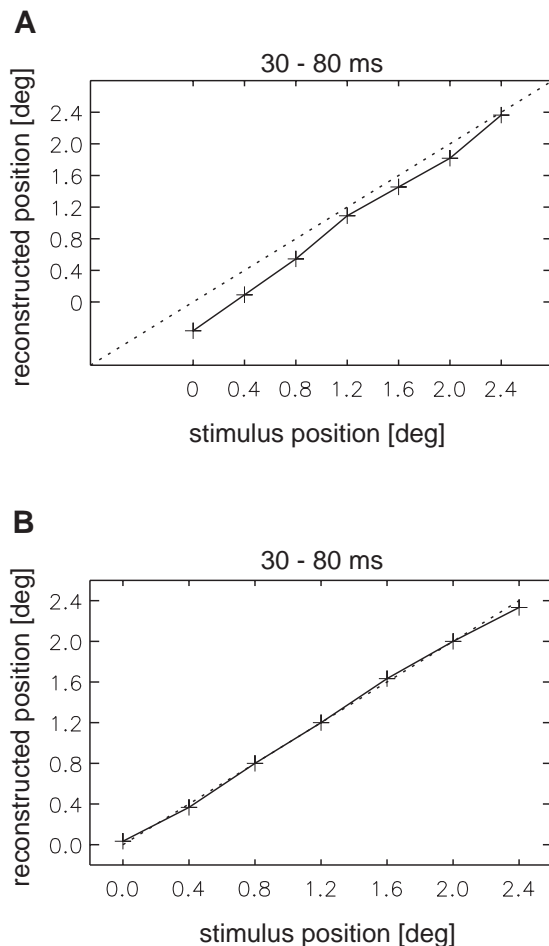 A
30 - 80 ms
reconstructed position [deg]
2.4
2.0
1.6
1.2
0.8
0.4
0
0 0.4 0.8 1.2 1.6 2.0 2.4
stimulus position [deg]
B
30 - 80 ms
reconstructed position [deg]
2.4
2.0
1.6
1.2
0.8
0.4
0.0
0.0 0.4 0.8 1.2 1.6 2.0 2.4
stimulus position [deg]